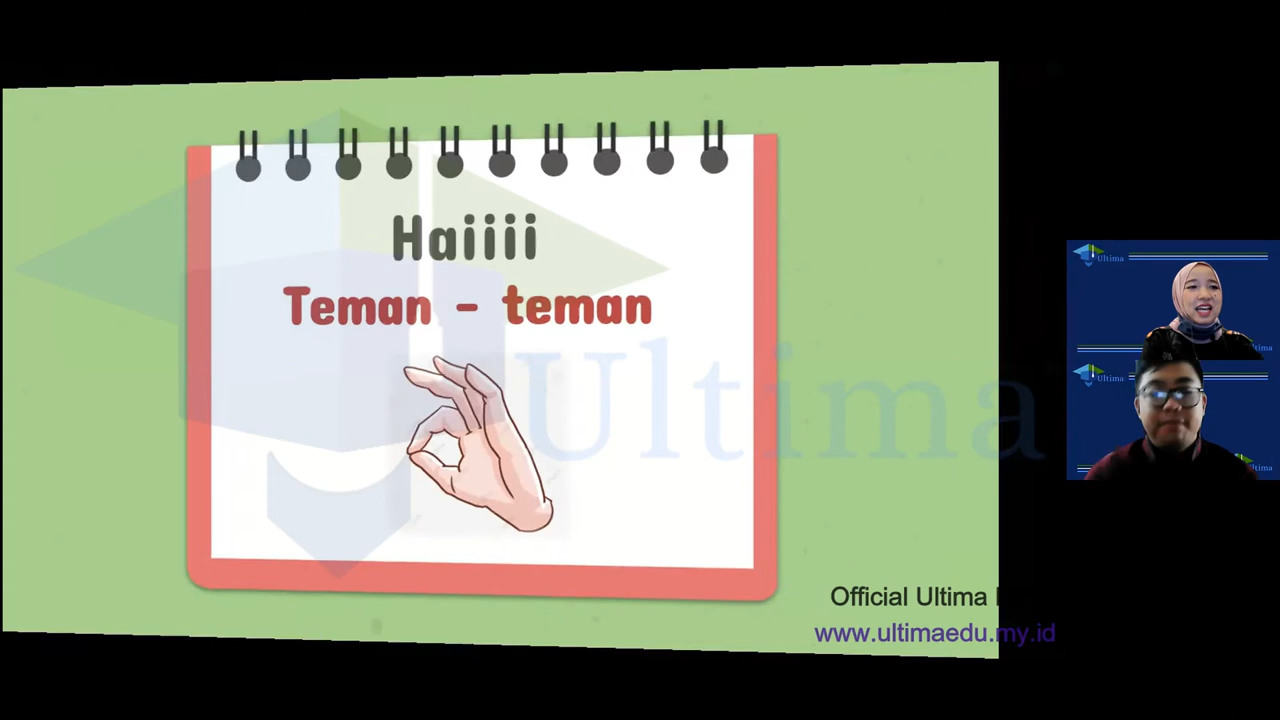 Haiiii
Teman - teman
Ultima
Official Ultima
www.ultimaedu.my.id
Ultima
Ultima